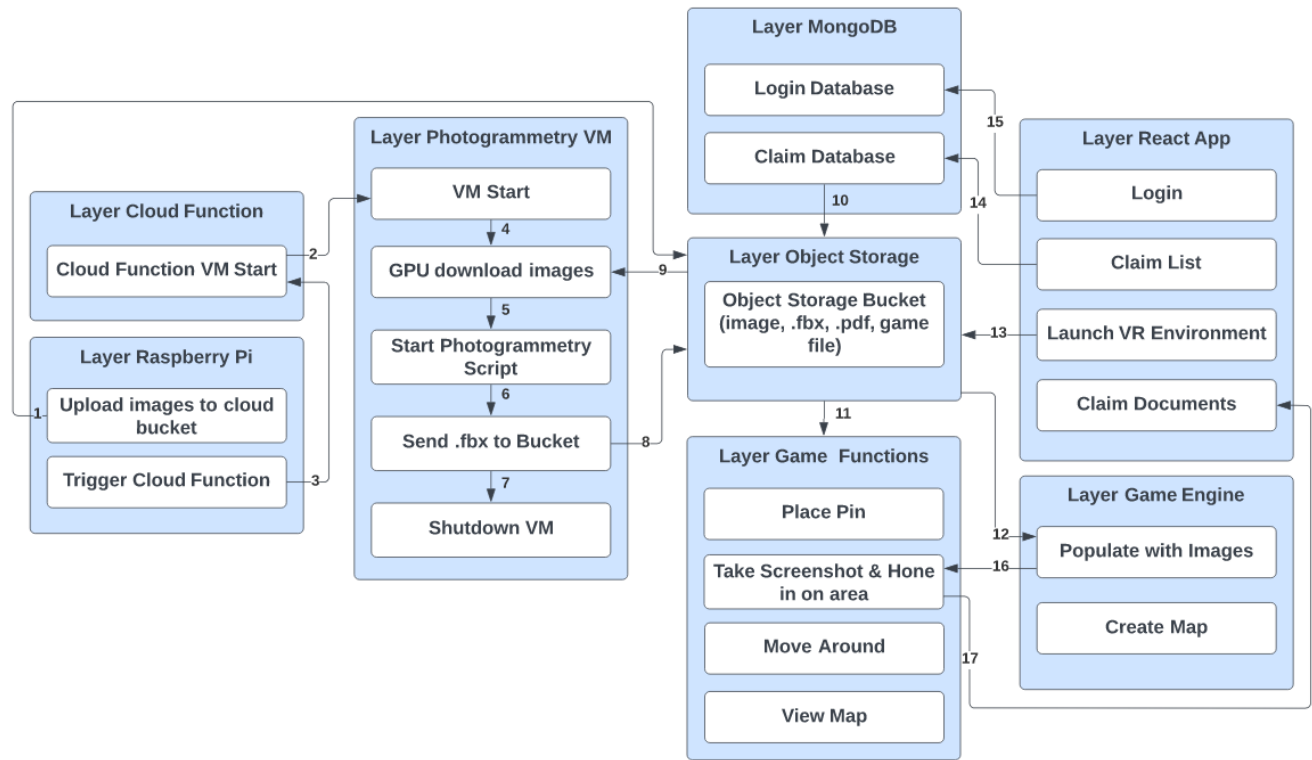 Layer MongoDB
Login Database
Claim Database
15
14
10
Layer React App
Login
Claim List
Launch VR Environment
Claim Documents
13
Layer Photogrammetry VM
VM Start
4
GPU download images
5
Start Photogrammetry
Script
6
Send .fbx to Bucket
7
Shutdown VM
Layer Cloud Function
Cloud Function VM Start
2
Layer Raspberry Pi
Upload images to cloud
bucket
1
Trigger Cloud Function
3
9
8
Layer Object Storage
Object Storage Bucket
(image, .fbx, .pdf, game
file)
11
12
Layer Game Functions
Place Pin
Take Screenshot & Hone
in on area
Move Around
View Map
16
17
Layer Game Engine
Populate with Images
Create Map